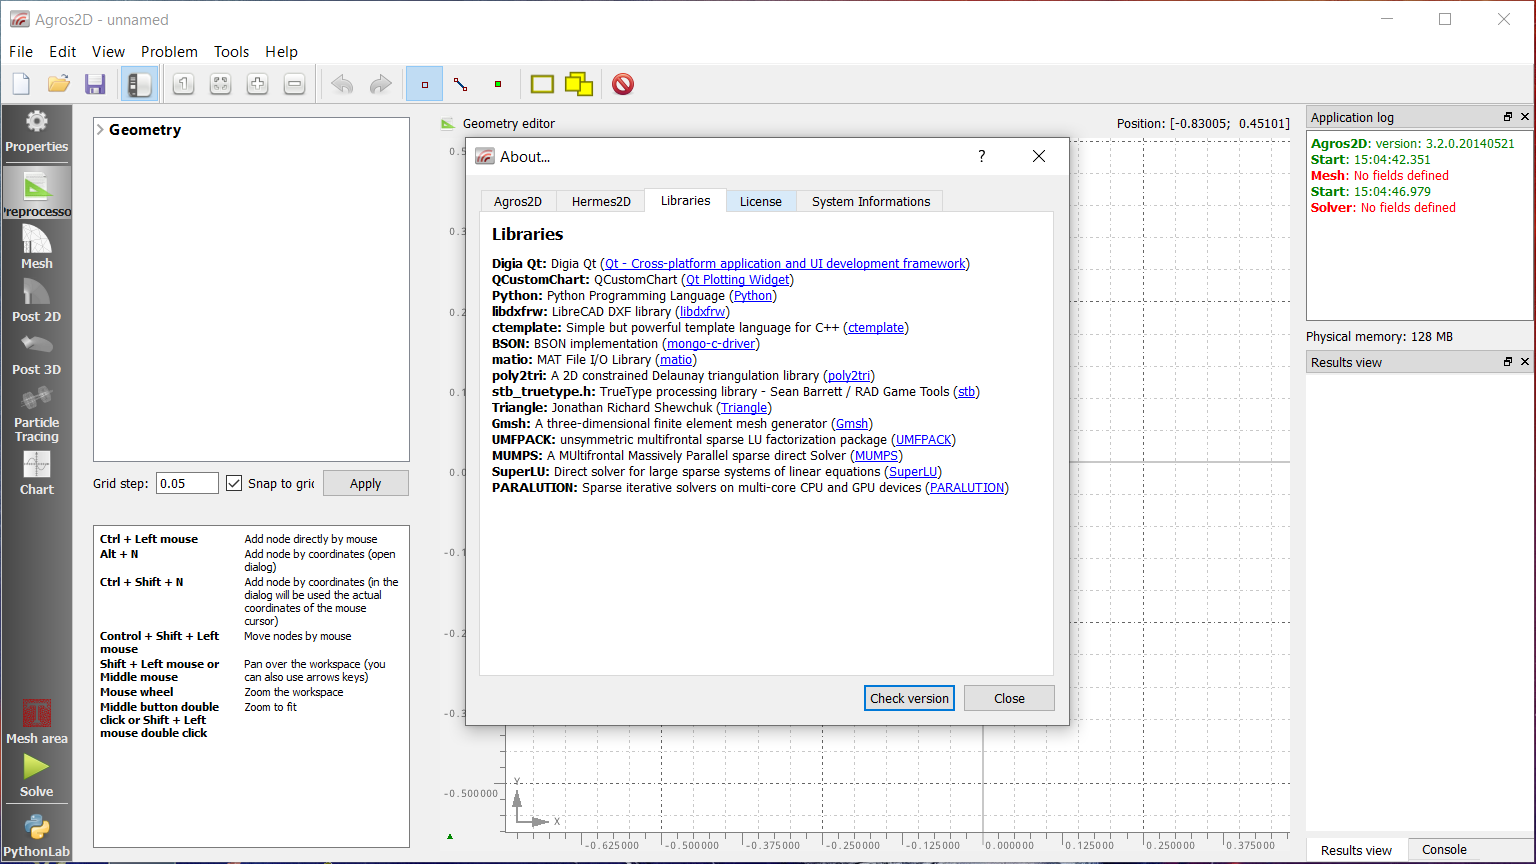 Agros2D - unnamed
File Edit View Problem Tools Help
1
Properties
Preprocesso
Mesh
Post 2D
Post 3D
Particle
Tracing
Chart
Mesh area
Solve
PythonLab
Geometry
Grid step: 0.05 Snap to gri Apply
Ctrl + Left mouse Add node directly by mouse
Alt + N Add node by coordinates (open
dialog)
Ctrl + Shift + N Add node by coordinates (in the
dialog will be used the actual
coordinates of the mouse
cursor)
Control + Shift + Left Move nodes by mouse
mouse
Shift + Left mouse or Pan over the workspace (you
Middle mouse can also use arrows keys)
Mouse wheel Zoom the workspace
Middle button double Zoom to fit
click or Shift + Left
mouse double click
Geometry editor Position: [-0.83005; 0.45101]
About... ?
Agros2D Hermes2D Libraries License System Informations
Libraries
Digia Qt: Digia Qt (Qt - Cross-platform application and UI development framework)
QCustomChart: QCustomChart (Qt Plotting Widget)
Python: Python Programming Language (Python)
libdxfrw: LibreCAD DXF library (libdxfrw)
ctemplate: Simple but powerful template language for C++ (ctemplate)
BSON: BSON implementation (mongo-c-driver)
matio: MAT File I/O Library (matio)
poly2tri: A 2D constrained Delaunay triangulation library (poly2tri)
stb_truetype.h: TrueType processing library - Sean Barrett / RAD Game Tools (stb)
Triangle: Jonathan Richard Shewchuk (Triangle)
Gmsh: A three-dimensional finite element mesh generator (Gmsh)
UMFPACK: unsymmetric multifrontal sparse LU factorization package (UMFPACK)
MUMPS: A MUltifrontal Massively Parallel sparse direct Solver (MUMPS)
SuperLU: Direct solver for large sparse systems of linear equations (SuperLU)
PARALUTION: Sparse iterative solvers on multi-core CPU and GPU devices (PARALUTION)
Check version Close
0.5
0.3
0.2
0.1
0.0
-0.1
-0.2
-0.3
-0.500000
Y
X
-0.625000 -0.500000 -0.375000 -0.250000 -0.125000 0.000000 0.125000 0.250000 0.375000
Application log
Agros2D: version: 3.2.0.20140521
Start: 15:04:42.351
Mesh: No fields defined
Start: 15:04:46.979
Solver: No fields defined
Physical memory: 128 MB
Results view
Results view Console